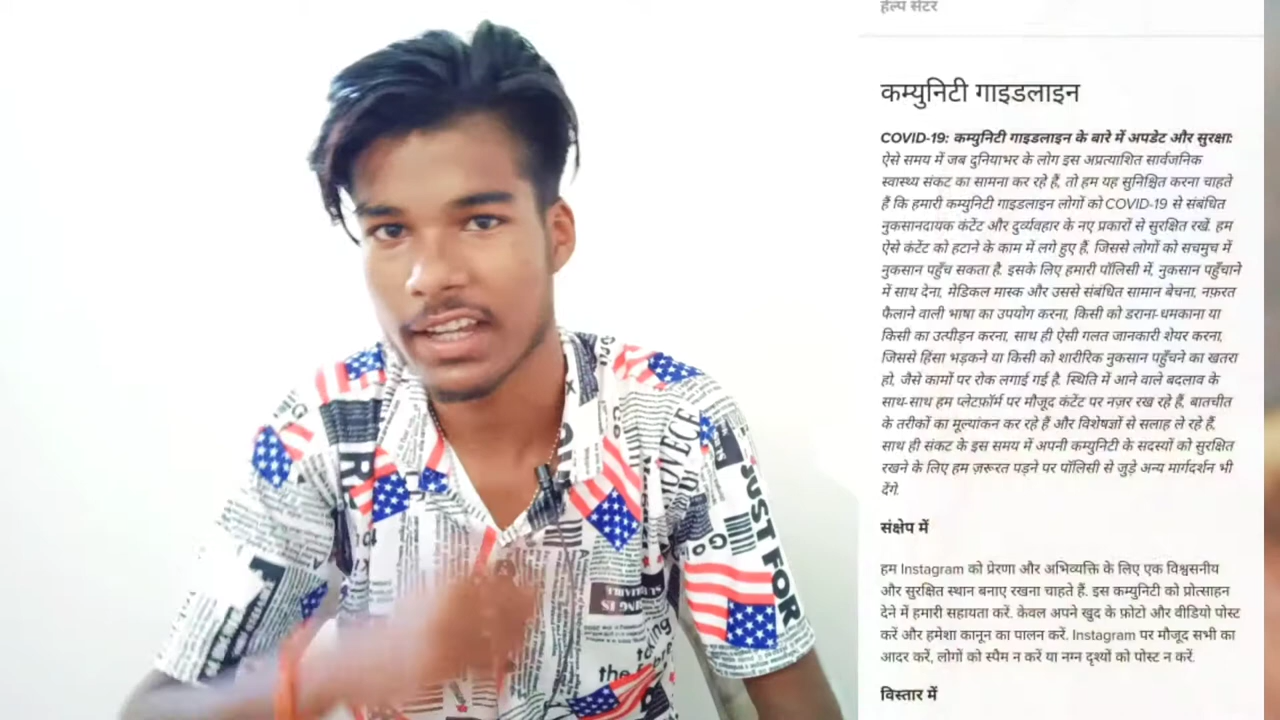 हेल्प सेंटर
कम्युनिटी गाइडलाइन
COVID-19: कम्युनिटी गाइडलाइन के बारे में अपडेट और सुरक्षा:
ऐसे समय में जब दुनियाभर के लोग इस अप्रत्याशित सार्वजनिक
स्वास्थ्य संकट का सामना कर रहे हैं, तो हम यह सुनिश्चित करना चाहते
हैं कि हमारी कम्युनिटी गाइडलाइन लोगों को COVID-19 से संबंधित
नुकसानदायक कंटेंट और दुर्व्यवहार के नए प्रकारों से सुरक्षित रखें. हम
ऐसे कंटेंट को हटाने के काम में लगे हुए हैं, जिससे लोगों को सचमुच में
नुकसान पहुँच सकता है. इसके लिए हमारी पॉलिसी में, नुकसान पहुँचाने
में साथ देना, मेडिकल मास्क और उससे संबंधित सामान बेचना, नफ़रत
फैलाने वाली भाषा का उपयोग करना, किसी को डराना-धमकाना या
किसी का उत्पीड़न करना, साथ ही ऐसी गलत जानकारी शेयर करना,
जिससे हिंसा भड़कने या किसी को शारीरिक नुकसान पहुँचने का खतरा
हो, जैसे कामों पर रोक लगाई गई है. स्थिति में आने वाले बदलाव के
साथ-साथ हम प्लेटफ़ॉर्म पर मौजूद कंटेंट पर नज़र रख रहे हैं, बातचीत
के तरीकों का मूल्यांकन कर रहे हैं और विशेषज्ञों से सलाह ले रहे हैं,
साथ ही संकट के इस समय में अपनी कम्युनिटी के सदस्यों को सुरक्षित
रखने के लिए हम ज़रूरत पड़ने पर पॉलिसी से जुड़े अन्य मार्गदर्शन भी
देंगे.
संक्षेप में
हम Instagram को प्रेरणा और अभिव्यक्ति के लिए एक विश्वसनीय
और सुरक्षित स्थान बनाए रखना चाहते हैं. इस कम्युनिटी को प्रोत्साहन
देने में हमारी सहायता करें. केवल अपने खुद के फ़ोटो और वीडियो पोस्ट
करें और हमेशा कानून का पालन करें. Instagram पर मौजूद सभी का
आदर करें, लोगों को स्पैम न करें या नग्न दृश्यों को पोस्ट न करें.
विस्तार में
JUST FOR